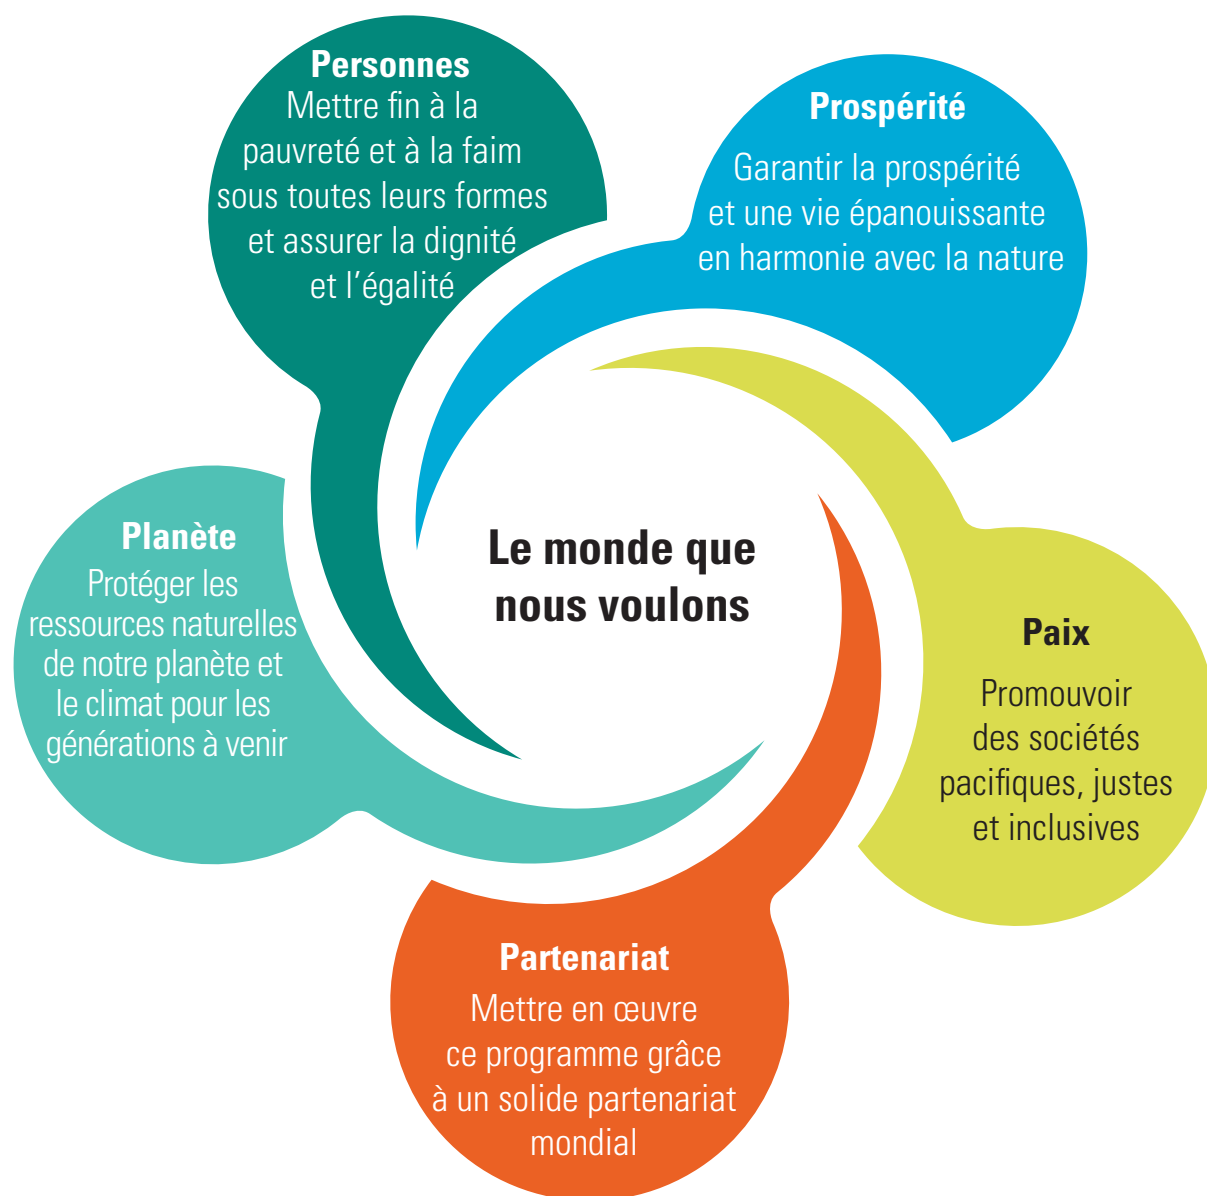 Personnes
Mettre fin à la
pauvreté et à la faim
sous toutes leurs formes
et assurer la dignité
et l’égalité
Prospérité
Garantir la prospérité
et une vie épanouissante
en harmonie avec la nature
Planète
Protéger les
ressources naturelles
de notre planète et
le climat pour les
générations à venir
Le monde que
nous voulons
Paix
Promouvoir
des sociétés
pacifiques, justes
et inclusives
Partenariat
Mettre en œuvre
ce programme grâce
à un solide partenariat
mondial